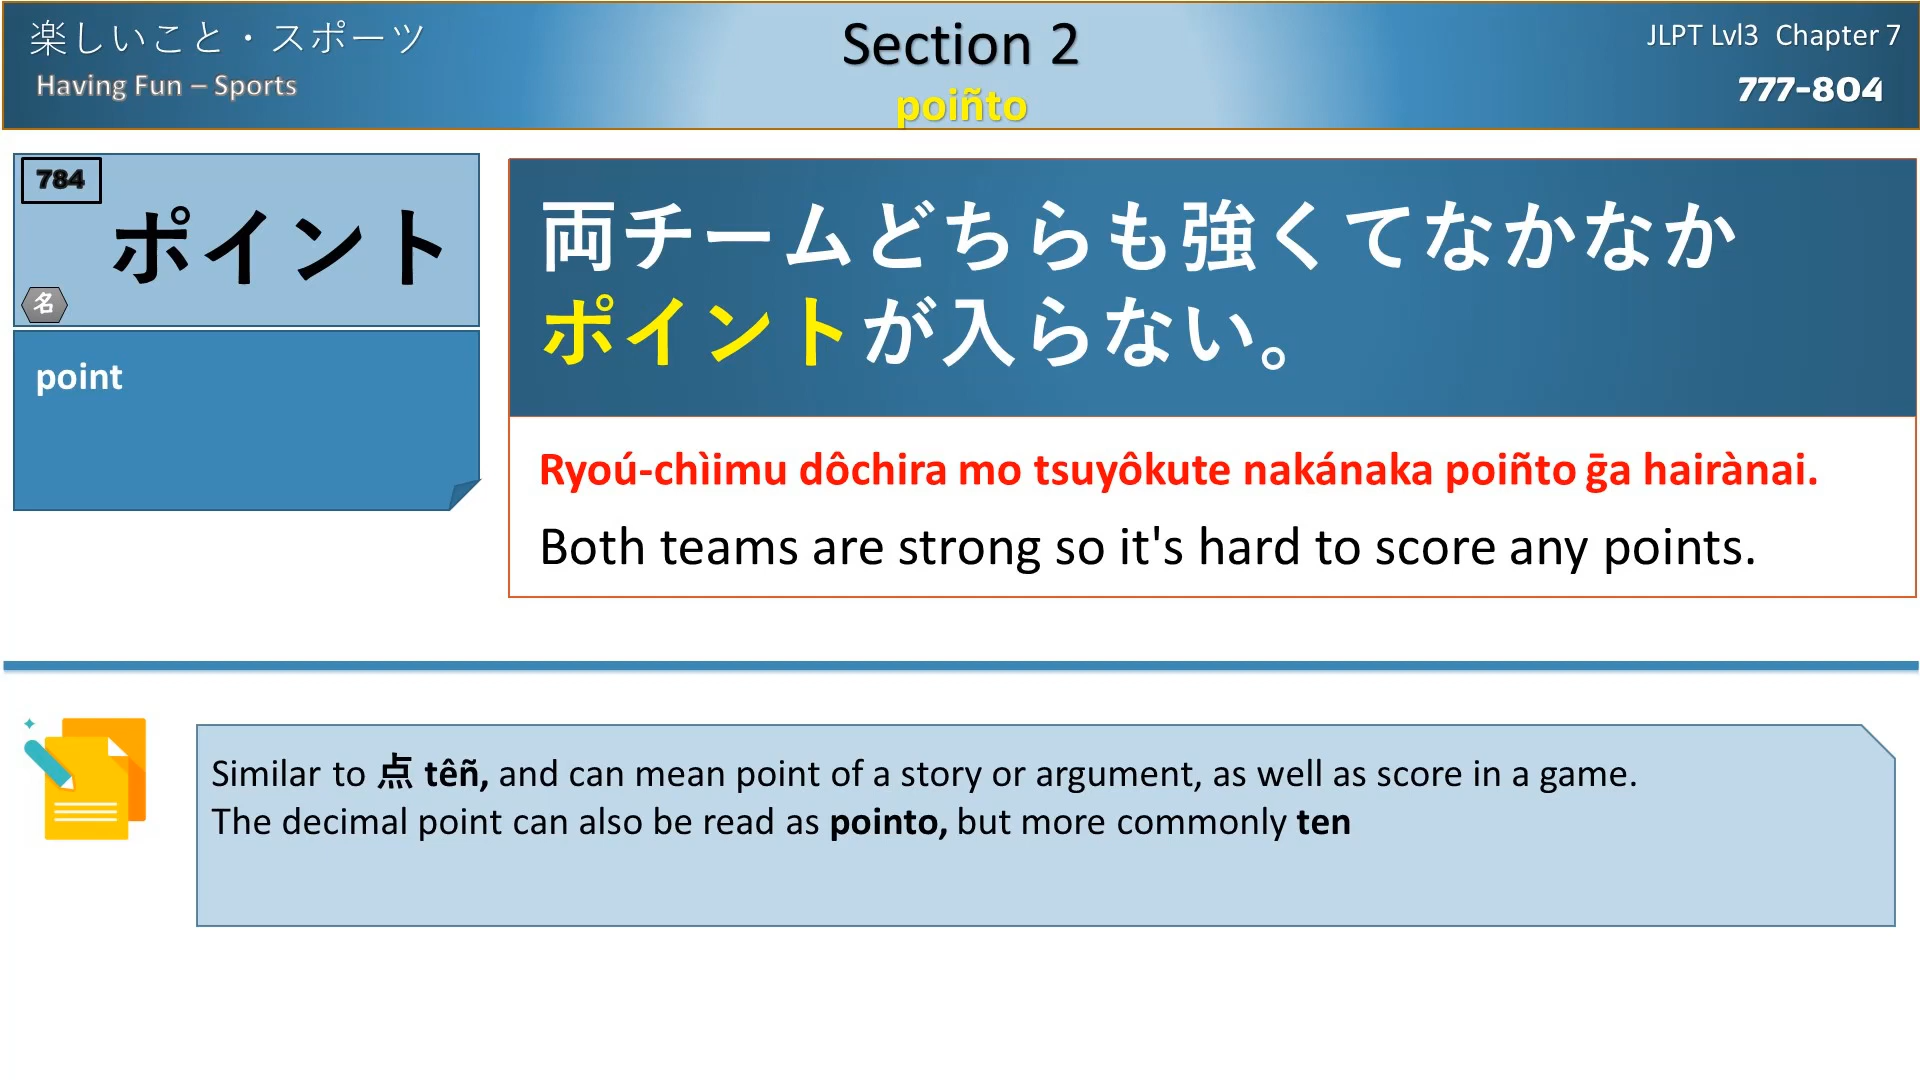 楽しいこと・スポーツ
Having Fun – Sports
Section 2
poiñto
JLPT Lvl3 Chapter 7
777-804
784
ポイント
名
point
両チームどちらも強くてなかなか
ポイントが入らない。
Ryoú-chìimu dôchira mo tsuyôkute nakánaka poiñto ḡa hairànai.
Both teams are strong so it's hard to score any points.
Similar to 点 têñ, and can mean point of a story or argument, as well as score in a game.
The decimal point can also be read as pointo, but more commonly ten